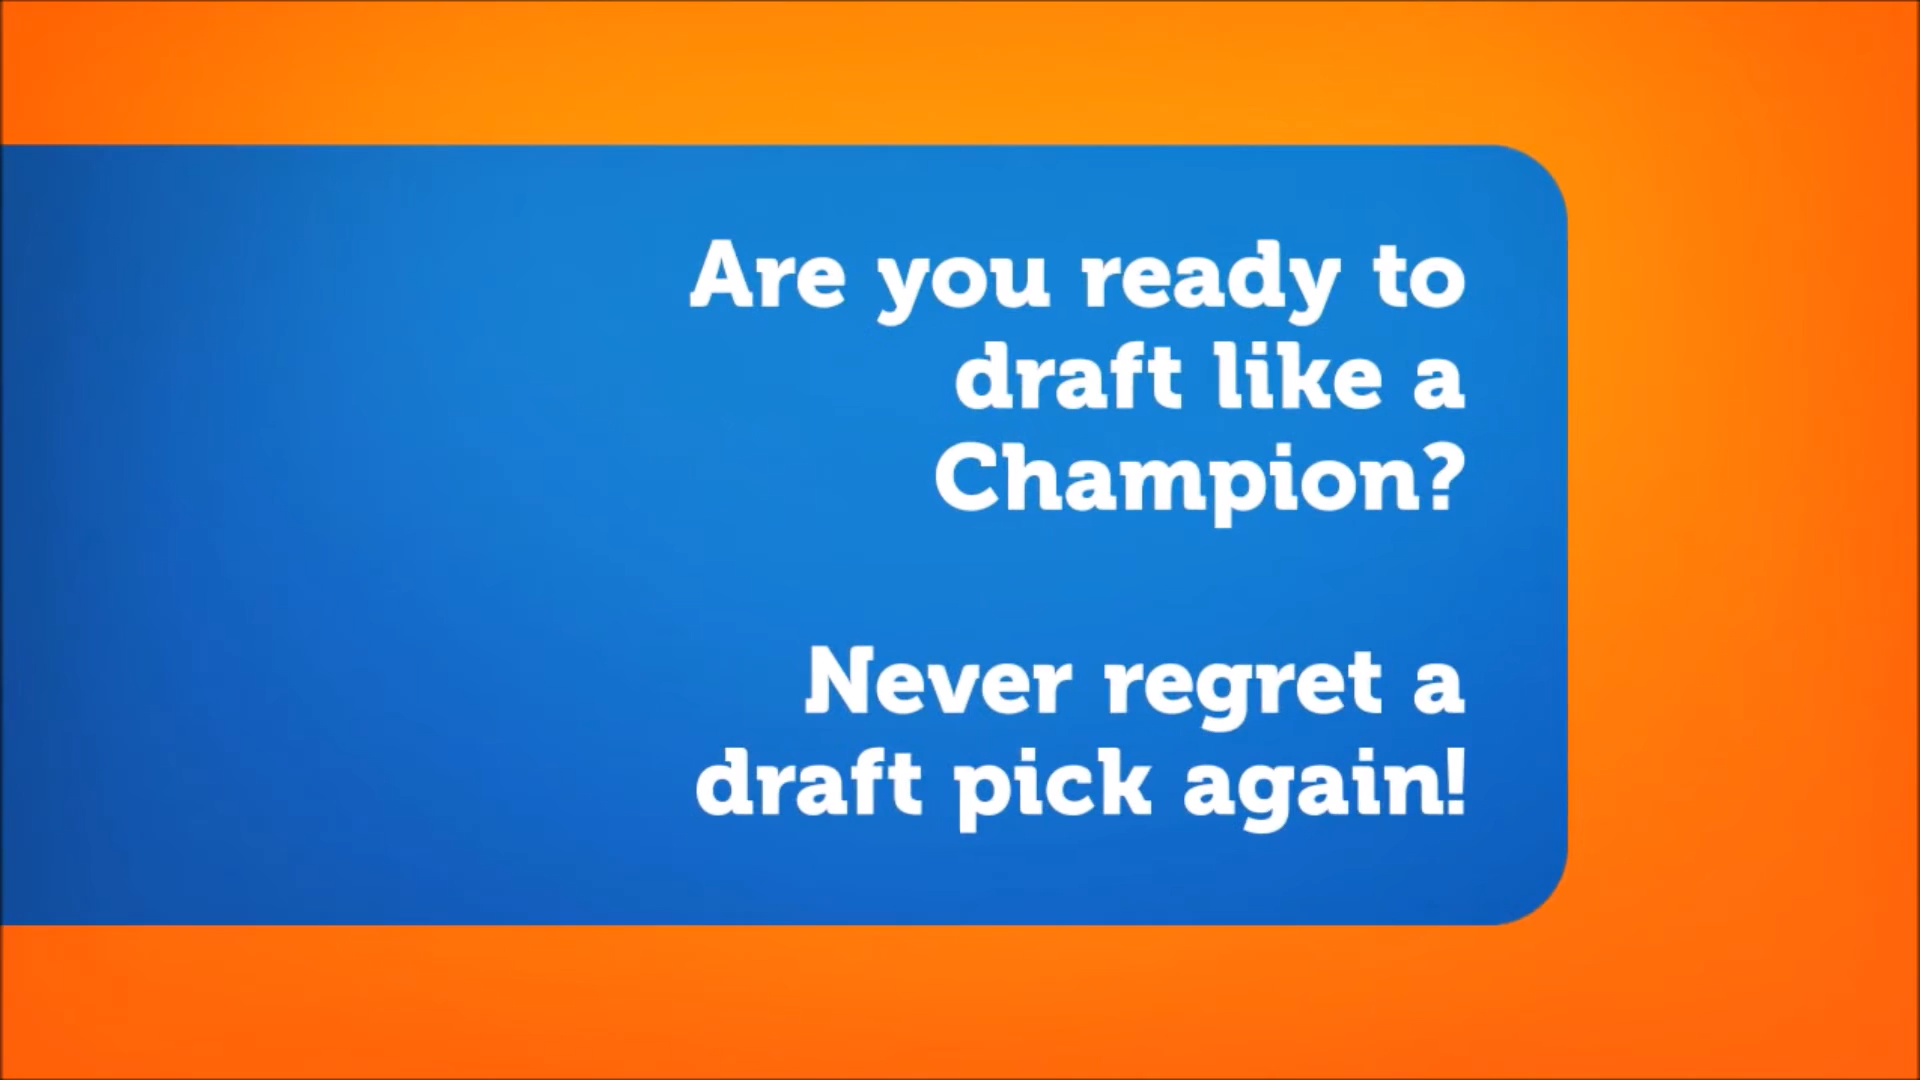 Are you ready to
draft like a
Champion?
Never regret a
draft pick again!